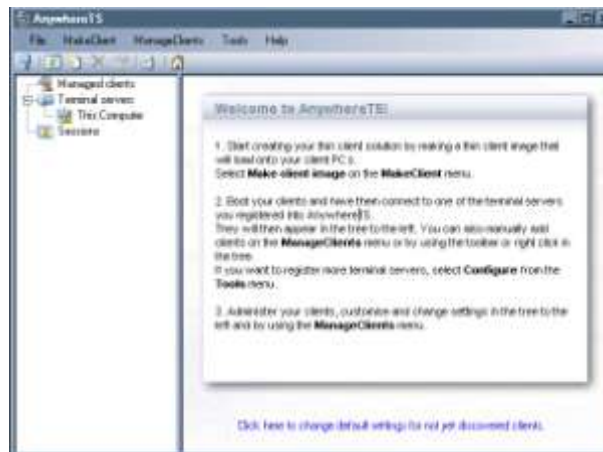 AnywhereTS
File MakeClient ManageClients Tools Help
Managed clients
Terminal servers
This Computer
Sessions
Welcome to AnywhereTS!
1. Start creating your thin client solution by making a thin client image that
will load onto your client PC's.
Select Make client image on the MakeClient menu.
2. Boot your clients and have them connect to one of the terminal servers
you registered into AnywhereTS.
They will then appear in the tree to the left. You can also manually add
clients on the ManageClients menu or by using the toolbar or right click in
the tree.
If you want to register more terminal servers, select Configure from the
Tools menu.
3. Administer your clients, customise and change settings in the tree to the
left and by using the ManageClients menu.
Click here to change default settings for not yet discovered clients.